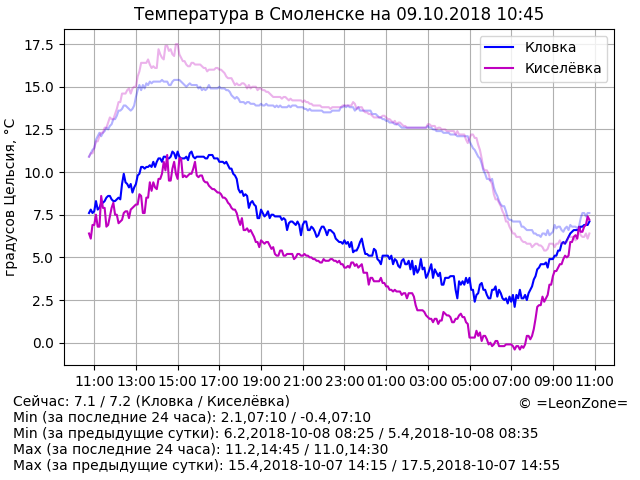 Температура в Смоленске на 09.10.2018 10:45
Кловка
Киселёвка
градусов Цельсия, °C
17.5
15.0
12.5
10.0
7.5
5.0
2.5
0.0
11:00 13:00 15:00 17:00 19:00 21:00 23:00 01:00 03:00 05:00 07:00 09:00 11:00
Сейчас: 7.1 / 7.2 (Кловка / Киселёвка)
© =LeonZone=
Min (за последние 24 часа): 2.1,07:10 / -0.4,07:10
Min (за предыдущие сутки): 6.2,2018-10-08 08:25 / 5.4,2018-10-08 08:35
Max (за последние 24 часа): 11.2,14:45 / 11.0,14:30
Max (за предыдущие сутки): 15.4,2018-10-07 14:15 / 17.5,2018-10-07 14:55